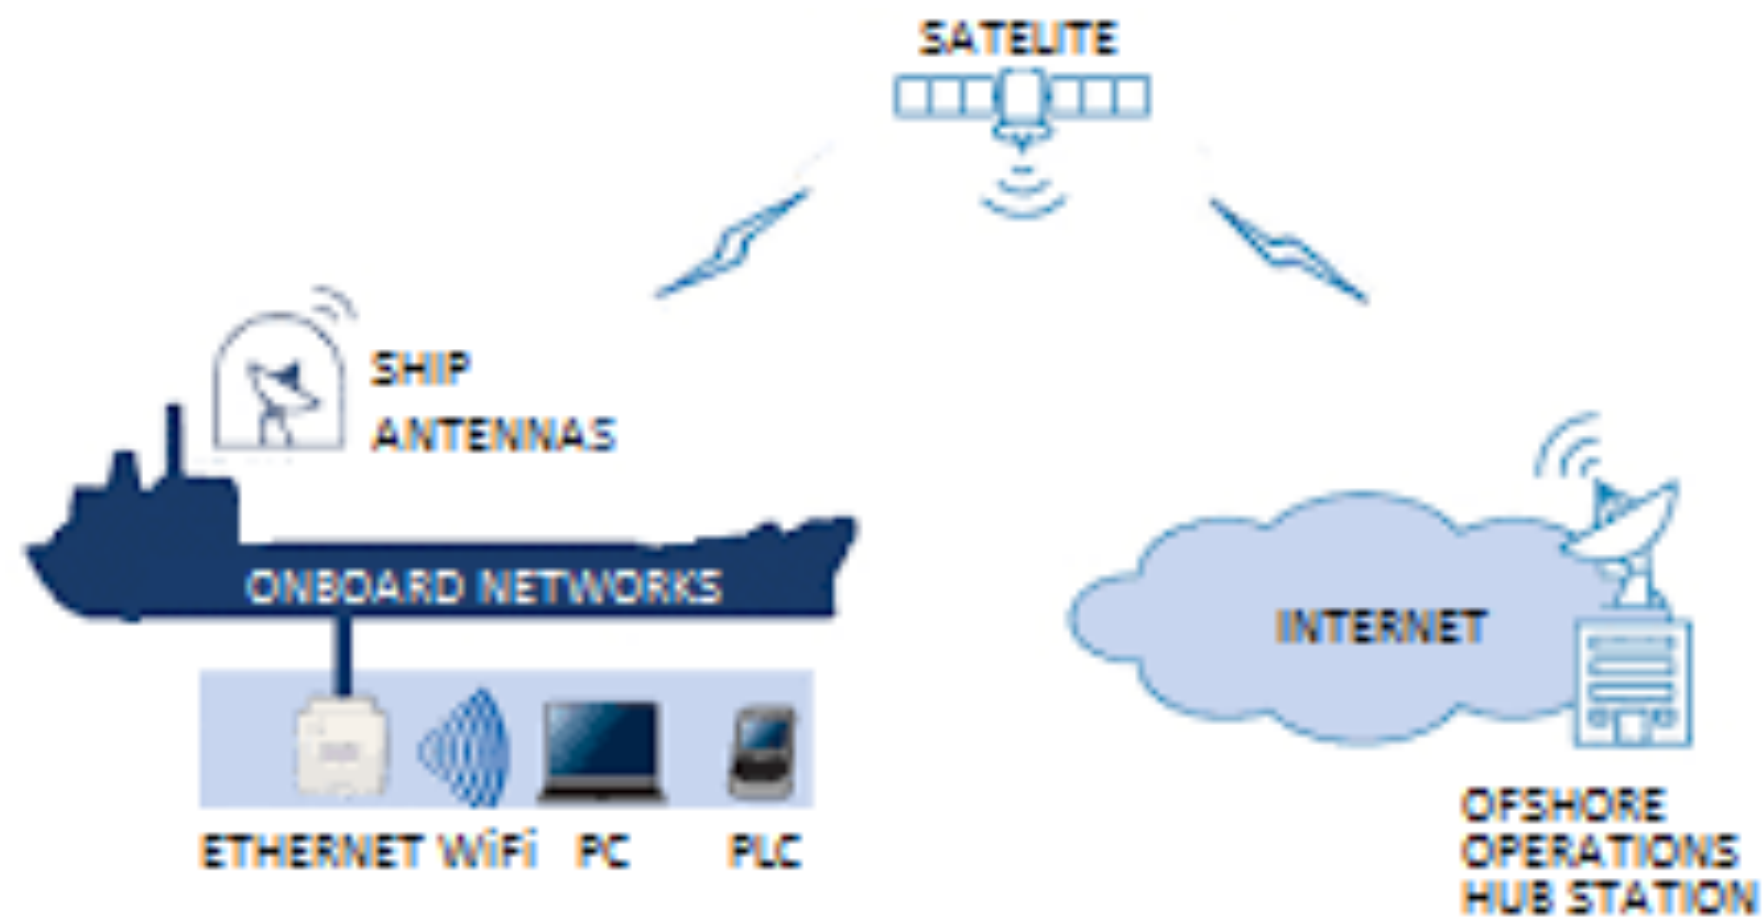 SATELITE
SHIP
ANTENNAS
ONBOARD NETWORKS
INTERNET
ETHERNET WiFi PC PLC
OFSHORE
OPERATIONS
HUB STATION